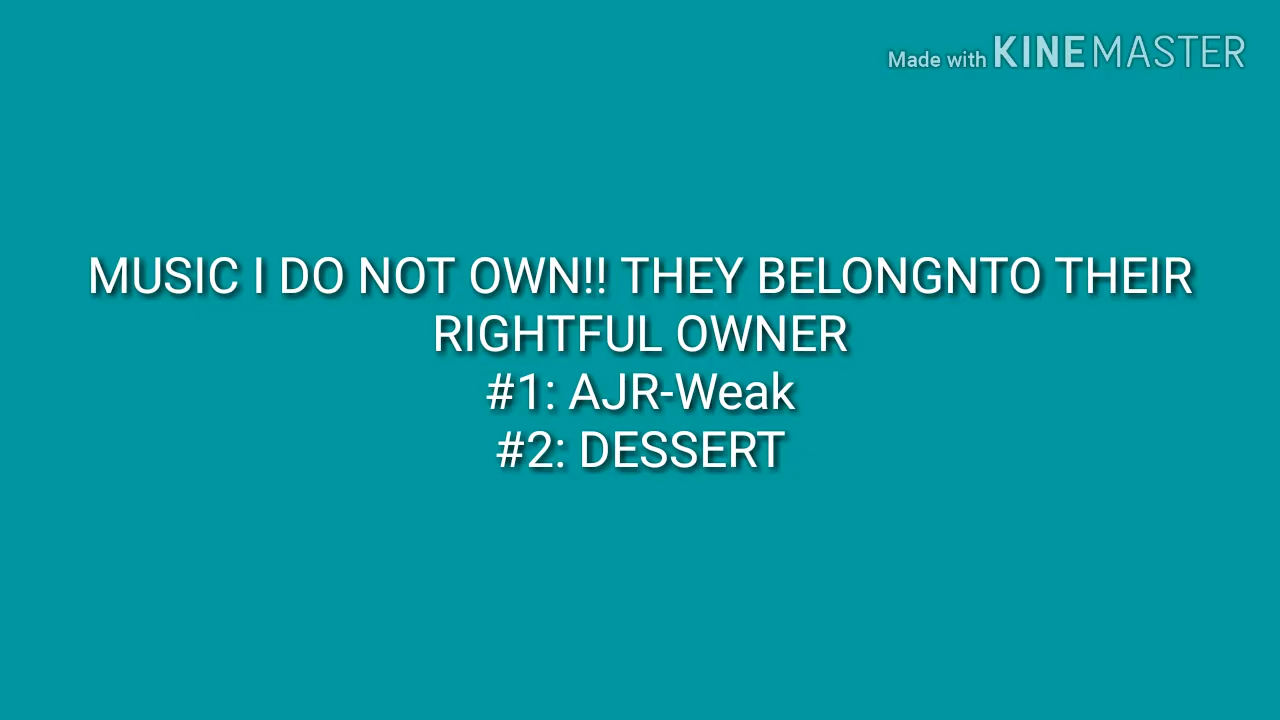 Made with KINEMASTER
MUSIC I DO NOT OWN!! THEY BELONGNTO THEIR
RIGHTFUL OWNER
#1: AJR-Weak
#2: DESSERT